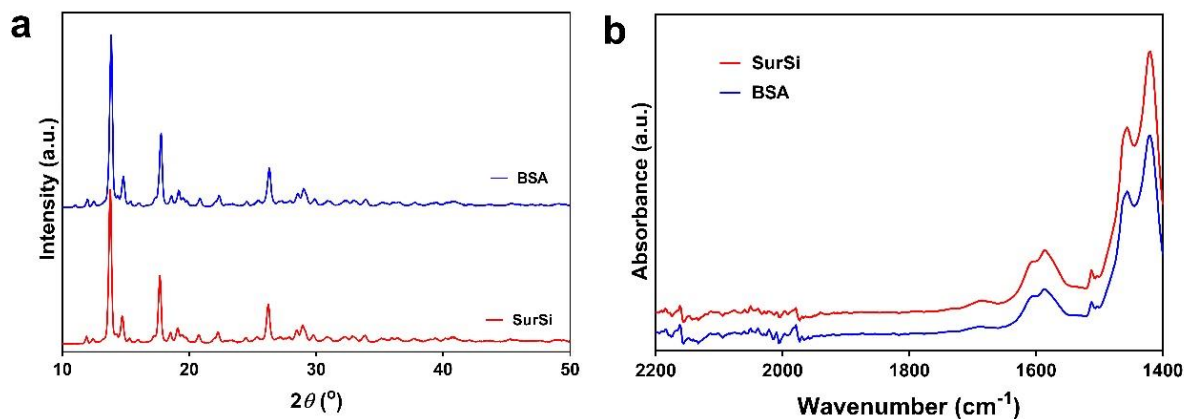 a
Intensity (a.u.)
BSA
SurSi
10 20 30 40 50
2θ (°)
b
Absorbance (a.u.)
SurSi
BSA
2200 2000 1800 1600 1400
Wavenumber (cm⁻¹)